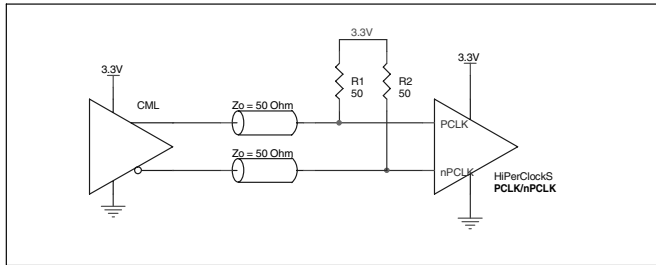 3.3V
3.3V
R1
50
R2
50
3.3V
CML
Zo = 50 Ohm
PCLK
Zo = 50 Ohm
nPCLK
HiPerClockS
PCLK/nPCLK